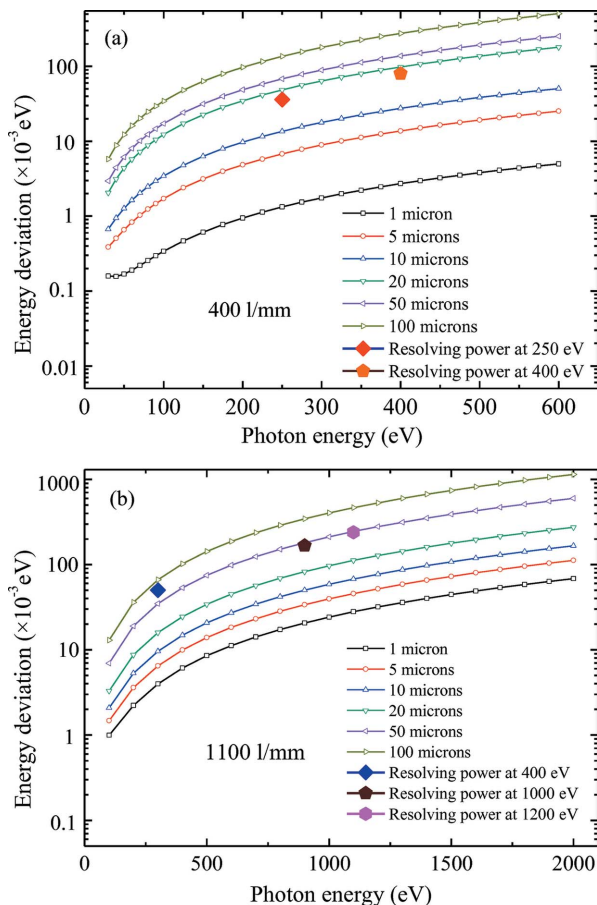 (a)
Energy deviation (×10⁻³ eV)
100
10
1
0.1
0.01
400 l/mm
1 micron
5 microns
10 microns
20 microns
50 microns
100 microns
Resolving power at 250 eV
Resolving power at 400 eV
0 100 200 300 400 500 600
Photon energy (eV)
(b)
Energy deviation (×10⁻³ eV)
1000
100
10
1
0.1
1100 l/mm
1 micron
5 microns
10 microns
20 microns
50 microns
100 microns
Resolving power at 400 eV
Resolving power at 1000 eV
Resolving power at 1200 eV
0 500 1000 1500 2000
Photon energy (eV)